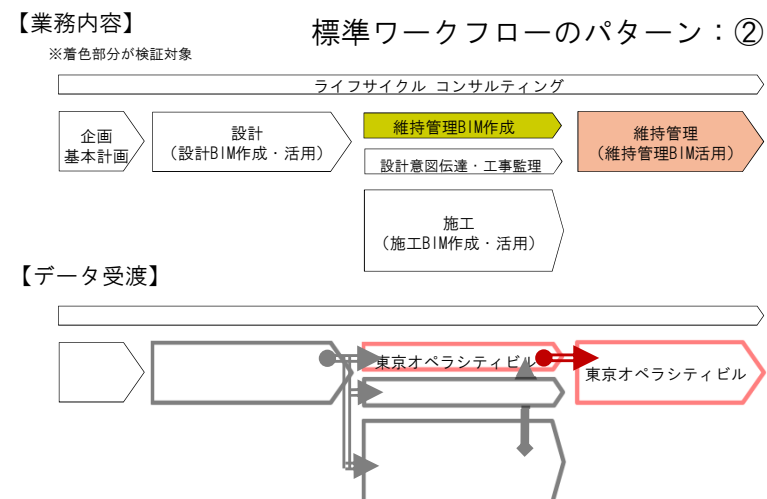 【業務内容】
標準ワークフローのパターン：②
※着色部分が検証対象
ライフサイクル コンサルティング
企画
基本計画
設計
（設計BIM作成・活用）
維持管理BIM作成
設計意図伝達・工事監理
施工
（施工BIM作成・活用）
維持管理
（維持管理BIM活用）
【データ受渡】
東京オペラシティビル
東京オペラシティビル